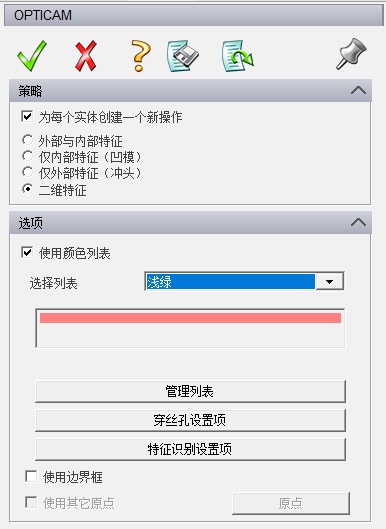 OPTICAM
策略
为每个实体创建一个新操作
外部与内部特征
仅内部特征（凹模）
仅外部特征（冲头）
二维特征
选项
使用颜色列表
选择列表 浅绿
管理列表
穿丝孔设置项
特征识别设置项
使用边界框
使用其它原点 原点